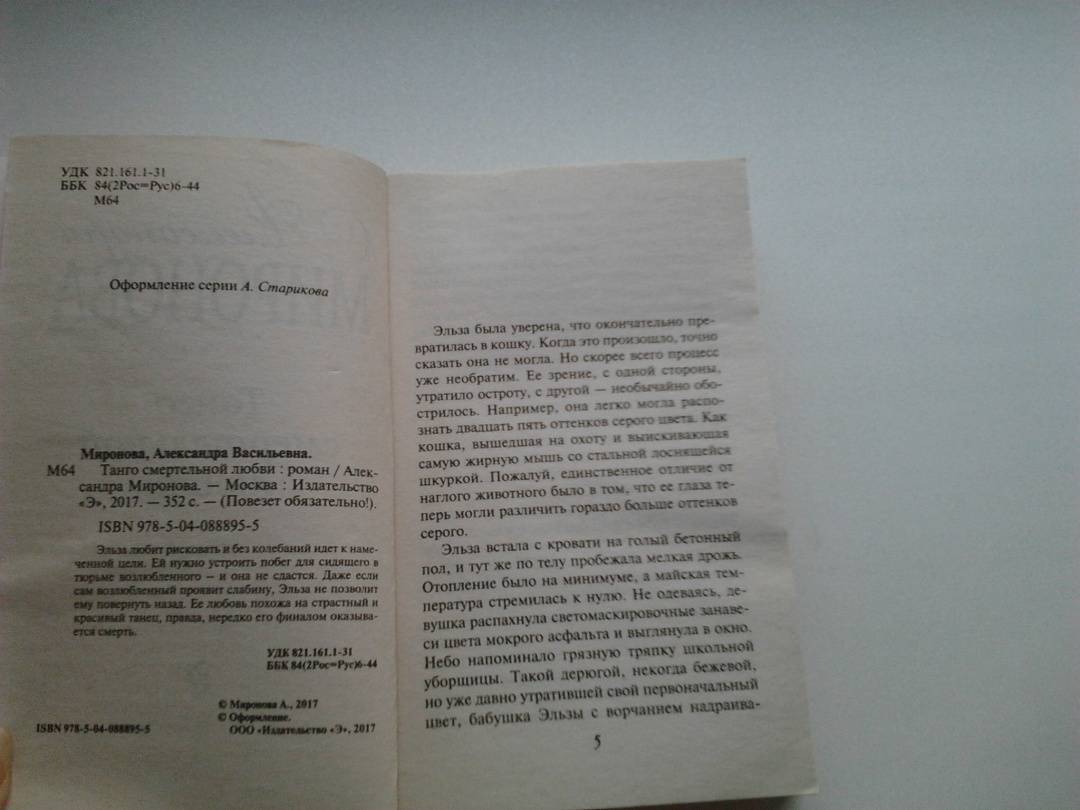 УДК 821.161.1-31
ББК 84(2Рос=Рус)6-44
М64
Оформление серии А. Старикова
Миронова, Александра Васильевна.
М64 Танго смертельной любви : роман / Алек-
сандра Миронова. — Москва : Издательство
«Э», 2017. — 352 с. — (Повезет обязательно!).
ISBN 978-5-04-088895-5
Эльза любит рисковать и без колебаний идет к наме-
ченной цели. Ей нужно устроить побег для сидящего в
тюрьме возлюбленного — и она не сдастся. Даже если
сам возлюбленный проявит слабину, Эльза не позволит
ему повернуть назад. Ее любовь похожа на страстный и
красивый танец, правда, нередко его финалом оказыва-
ется смерть.
УДК 821.161.1-31
ББК 84(2Рос=Рус)6-44
© Миронова А., 2017
© Оформление.
ISBN 978-5-04-088895-5 ООО «Издательство «Э», 2017
Эльза была уверена, что окончательно пре-
вратилась в кошку. Когда это произошло, точно
сказать она не могла. Но скорее всего процесс
уже необратим. Ее зрение, с одной стороны,
утратило остроту, с другой — необычайно обо-
стрилось. Например, она легко могла распо-
знать двадцать пять оттенков серого цвета. Как
кошка, вышедшая на охоту и выискивающая
самую жирную мышь со стальной лоснящейся
шкуркой. Пожалуй, единственное отличие от
наглого животного было в том, что ее глаза те-
перь могли различить гораздо больше оттенков
серого.
Эльза встала с кровати на голый бетонный
пол, и тут же по телу пробежала мелкая дрожь.
Отопление было на минимуме, а майская тем-
пература стремилась к нулю. Не одеваясь, де-
вушка распахнула светомаскировочные занаве-
си цвета мокрого асфальта и выглянула в окно.
Небо напоминало грязную тряпку школьной
уборщицы. Такой дерюгой, некогда бежевой,
но уже давно утратившей свой первоначальный
цвет, бабушка Эльзы с ворчанием надраива-
5